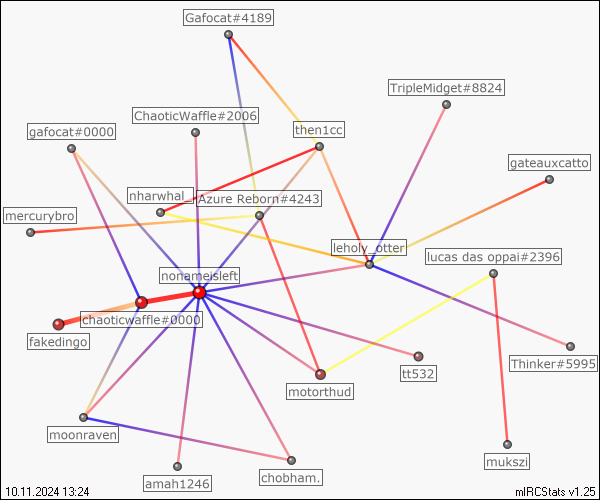 Gafocat#4189
TripleMidget#8824
ChaoticWaffle#2006
gafocat#0000
then1cc
gateauxcatto
nharwhal_
Azure Reborn#4243
mercurybro
leholy_otter
lucas das oppai#2396
nonameisleft
chaoticwaffle#0000
fakedingo
Thinker#5995
tt532
motorthud
moonraven
mukszi
chobham.
amah1246
10.11.2024 13:24
mIRCStats v1.25